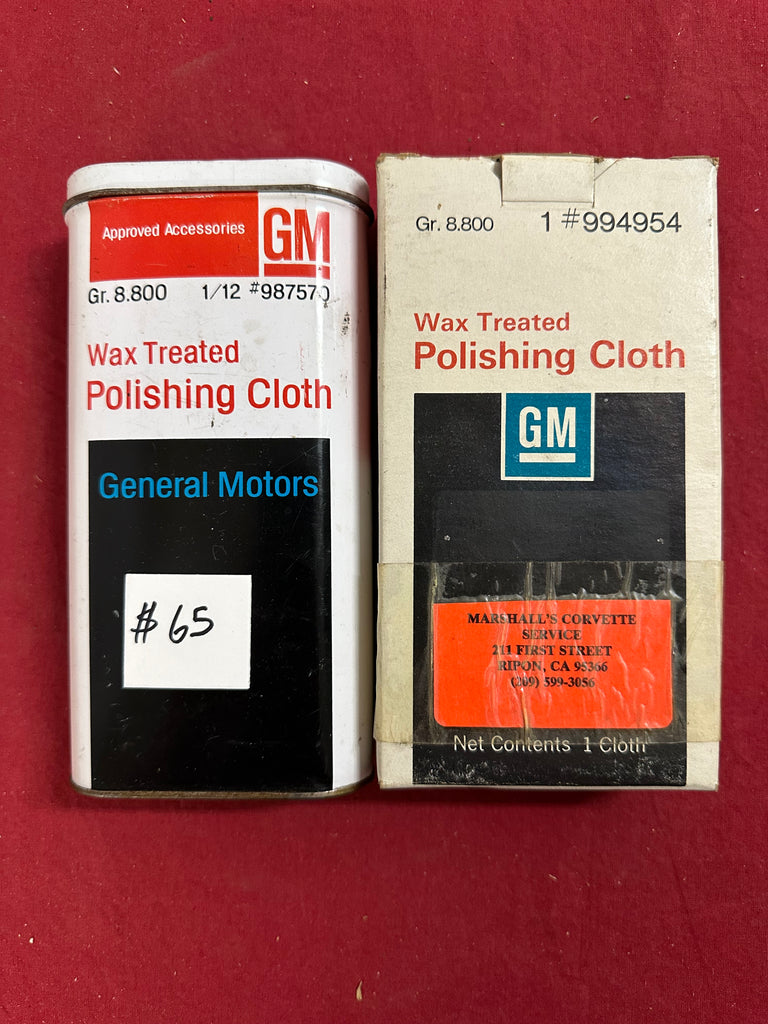 Approved Accessories
GM
Gr. 8.800 1/12 #987570
Wax Treated
Polishing Cloth
General Motors
# 65
Gr. 8.800 1 #994954
Wax Treated
Polishing Cloth
GM
MARSHALL'S CORVETTE
SERVICE
211 FIRST STREET
RIPON, CA 95366
(209) 599-3056
Net Contents 1 Cloth